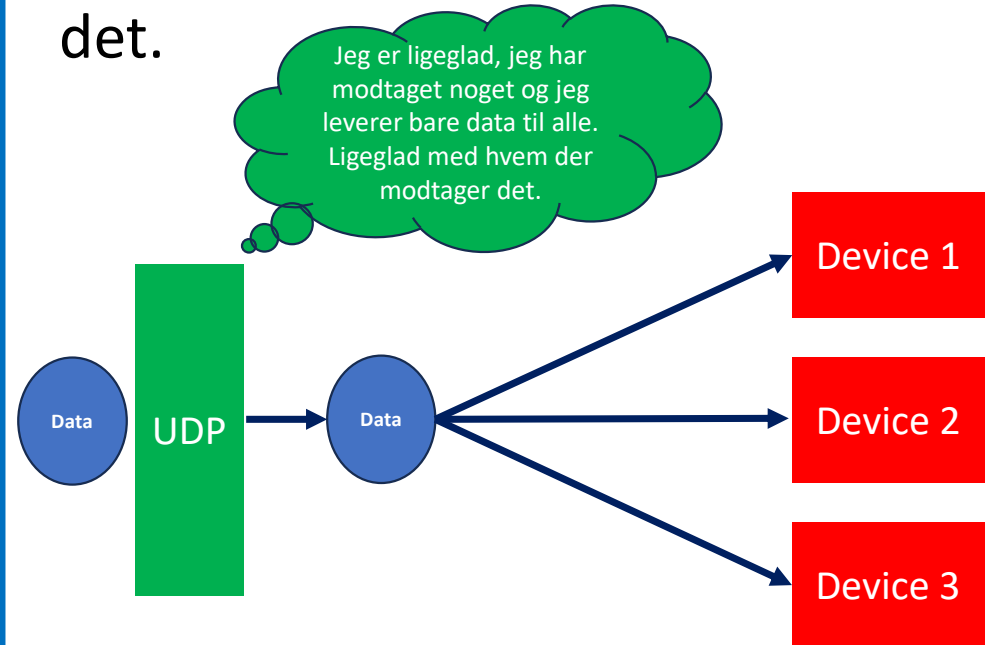 det.
Jeg er ligeglad, jeg har
modtaget noget og jeg
leverer bare data til alle.
Ligeglad med hvem der
modtager det.
Device 1
Data
UDP
Data
Device 2
Device 3